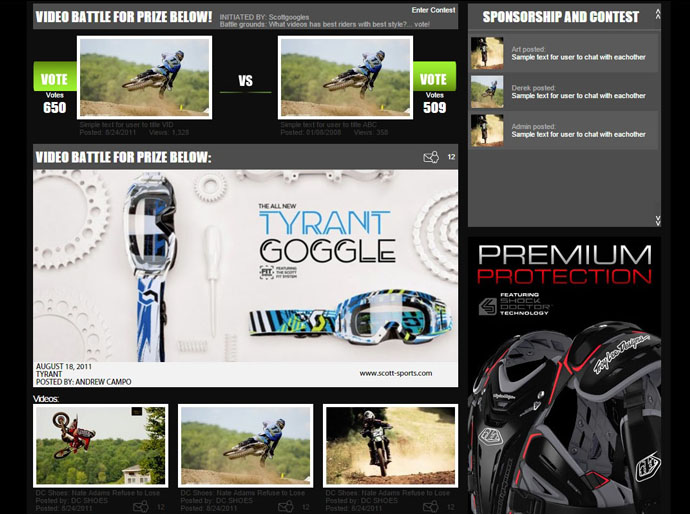 VIDEO BATTLE FOR PRIZE BELOW!
INITIATED BY: Scottgoogles
Enter Contest
Battle grounds: What videos has best riders with best style?... vote!
VOTE
Votes
650
VS
VOTE
Votes
509
Simple text for user to title VID
Posted: 8/24/2011 Views: 1,528
Simple text for user to title ABC
Posted: 01/08/2008 Views: 358
VIDEO BATTLE FOR PRIZE BELOW:
12
THE ALL NEW
TYRANT
GOGGLE
FIT
FEATURING
THE SCOTT
FIT SYSTEM
AUGUST 18, 2011
TYRANT
POSTED BY: ANDREW CAMPO
www.scott-sports.com
Videos:
DC Shoes: Nate Adams Refuse to Lose
Posted by: DC SHOES
Posted: 8/24/2011 12
DC Shoes: Nate Adams Refuse to Lose
Posted by: DC SHOES
Posted: 8/24/2011 12
DC Shoes: Nate Adams Refuse to Lose
Posted by: DC SHOES
Posted: 8/24/2011 12
SPONSORSHIP AND CONTEST
Art posted:
Sample text for user to chat with eachother
Derek posted:
Sample text for user to chat with eachother
Admin posted:
Sample text for user to chat with eachother
PREMIUM
PROTECTION
FEATURING
SHOCK
DOCTOR
TECHNOLOGY
Troy Lee Designs